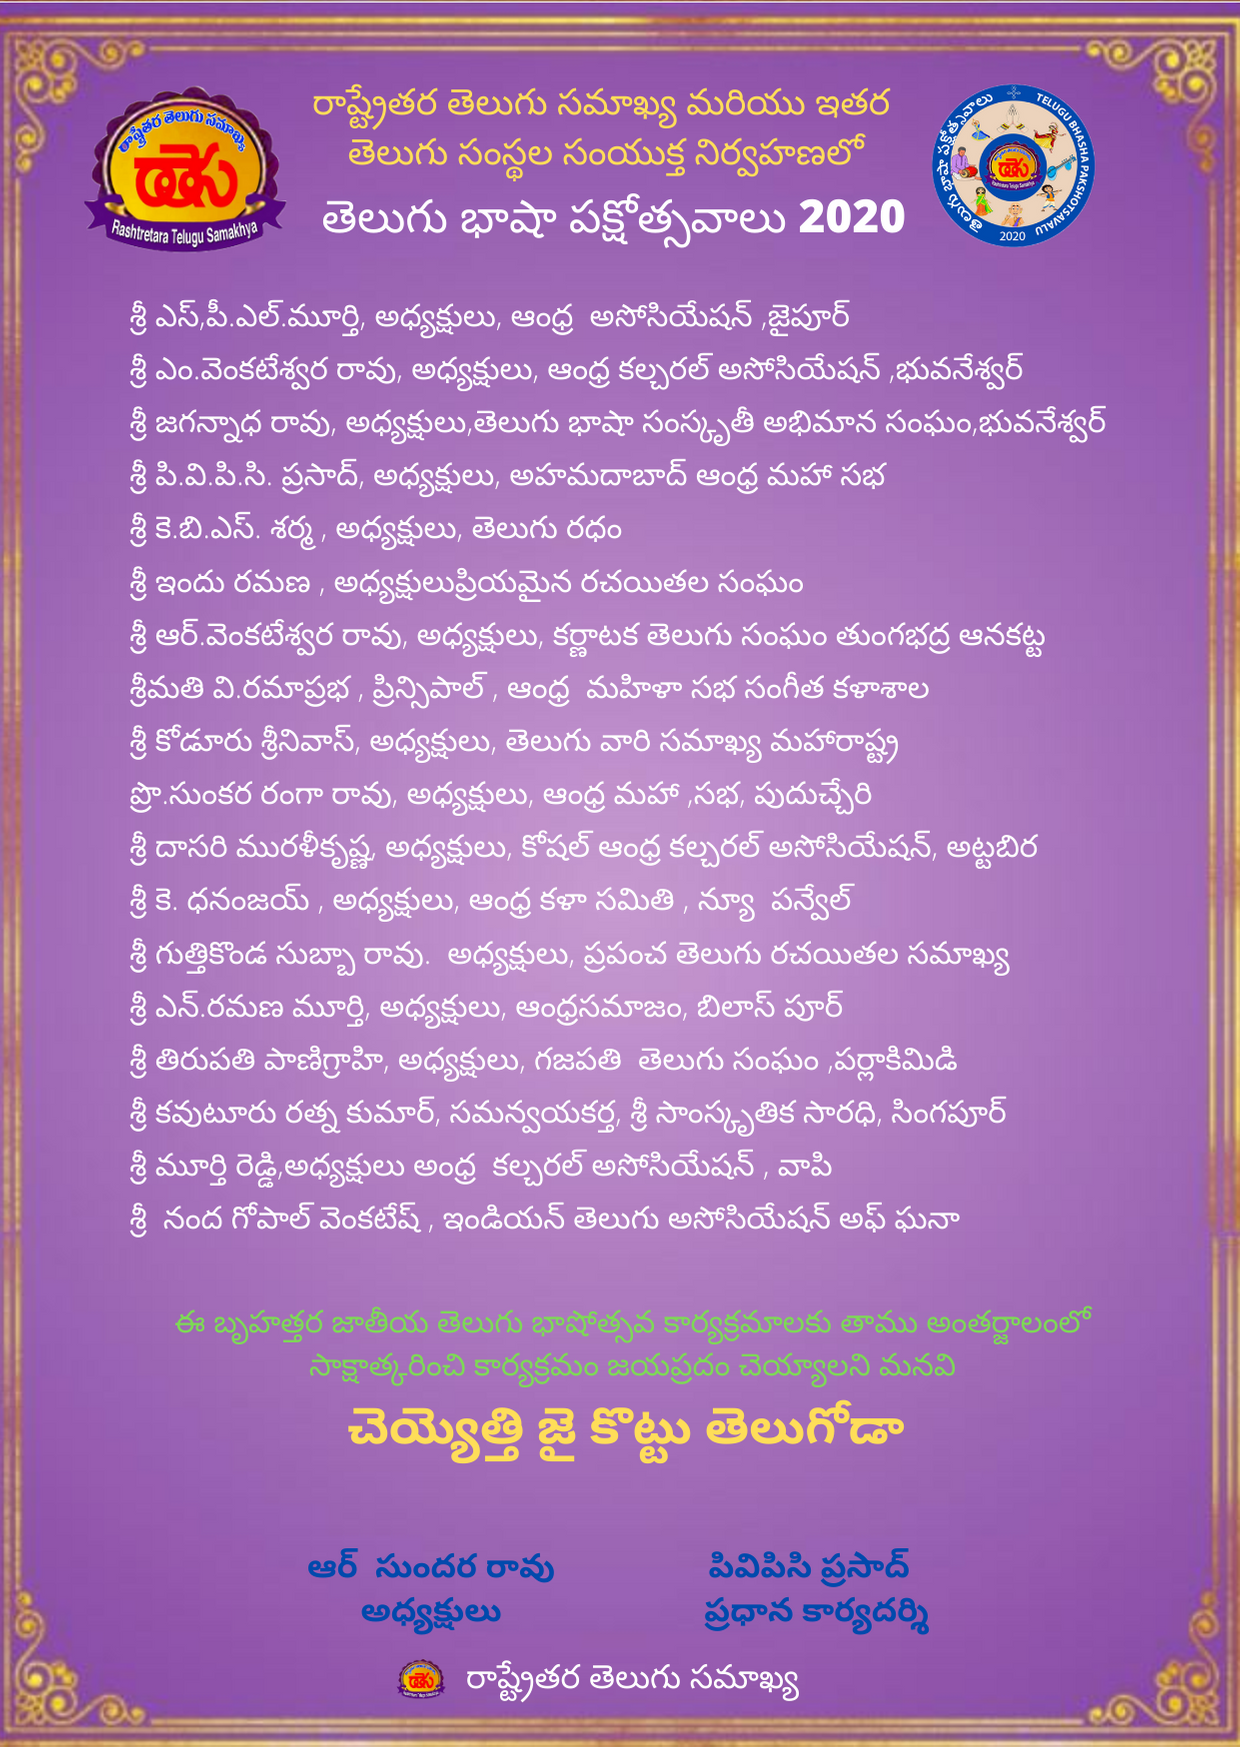 రాష్ట్రేతర తెలుగు సమాఖ్య మరియు ఇతర
తెలుగు సంస్థల సంయుక్త నిర్వహణలో
తెలుగు భాషా పక్షోత్సవాలు 2020
రాష్ట్రేతర తెలుగు సమాఖ్య
రాతెస
Rashtretara Telugu Samakhya
తెలుగు భాషా పక్షోత్సవాలు
TELUGU BHASHA PAKSHOTSAVALU
2020
శ్రీ ఎస్,పీ.ఎల్.మూర్తి, అధ్యక్షులు, ఆంధ్ర  అసోసియేషన్ ,జైపూర్
శ్రీ ఎం.వెంకటేశ్వర రావు, అధ్యక్షులు, ఆంధ్ర కల్చరల్ అసోసియేషన్ ,భువనేశ్వర్
శ్రీ జగన్నాధ రావు, అధ్యక్షులు,తెలుగు భాషా సంస్కృతీ అభిమాన సంఘం,భువనేశ్వర్
శ్రీ పి.వి.పి.సి. ప్రసాద్, అధ్యక్షులు, అహమదాబాద్ ఆంధ్ర మహా సభ
శ్రీ కె.బి.ఎస్. శర్మ , అధ్యక్షులు, తెలుగు రధం
శ్రీ ఇందు రమణ , అధ్యక్షులుప్రియమైన రచయితల సంఘం
శ్రీ ఆర్.వెంకటేశ్వర రావు, అధ్యక్షులు, కర్ణాటక తెలుగు సంఘం తుంగభద్ర ఆనకట్ట
శ్రీమతి వి.రమాప్రభ , ప్రిన్సిపాల్ , ఆంధ్ర  మహిళా సభ సంగీత కళాశాల
శ్రీ కోడూరు శ్రీనివాస్, అధ్యక్షులు, తెలుగు వారి సమాఖ్య మహారాష్ట్ర
ప్రొ.సుంకర రంగా రావు, అధ్యక్షులు, ఆంధ్ర మహా ,సభ, పుదుచ్చేరి
శ్రీ దాసరి మురళీకృష్ణ, అధ్యక్షులు, కోషల్ ఆంధ్ర కల్చరల్ అసోసియేషన్, అట్టబిర
శ్రీ కె. ధనంజయ్ , అధ్యక్షులు, ఆంధ్ర కళా సమితి , న్యూ  పన్వేల్
శ్రీ గుత్తికొండ సుబ్బా రావు.  అధ్యక్షులు, ప్రపంచ తెలుగు రచయితల సమాఖ్య
శ్రీ ఎన్.రమణ మూర్తి, అధ్యక్షులు, ఆంధ్రసమాజం, బిలాస్ పూర్
శ్రీ తిరుపతి పాణిగ్రాహి, అధ్యక్షులు, గజపతి  తెలుగు సంఘం ,పర్లాకిమిడి
శ్రీ కవుటూరు రత్న కుమార్, సమన్వయకర్త, శ్రీ సాంస్కృతిక సారధి, సింగపూర్
శ్రీ మూర్తి రెడ్డి,అధ్యక్షులు అంధ్ర  కల్చరల్ అసోసియేషన్ , వాపి
శ్రీ  నంద గోపాల్ వెంకటేష్ , ఇండియన్ తెలుగు అసోసియేషన్ అఫ్ ఘనా
ఈ బృహత్తర జాతీయ తెలుగు భాషోత్సవ కార్యక్రమాలకు తాము అంతర్జాలంలో
సాక్షాత్కరించి కార్యక్రమం జయప్రదం చెయ్యాలని మనవి
చెయ్యెత్తి జై కొట్టు తెలుగోడా
ఆర్  సుందర రావు
అధ్యక్షులు
పివిపిసి ప్రసాద్
ప్రధాన కార్యదర్శి
రాష్ట్రేతర తెలుగు సమాఖ్య